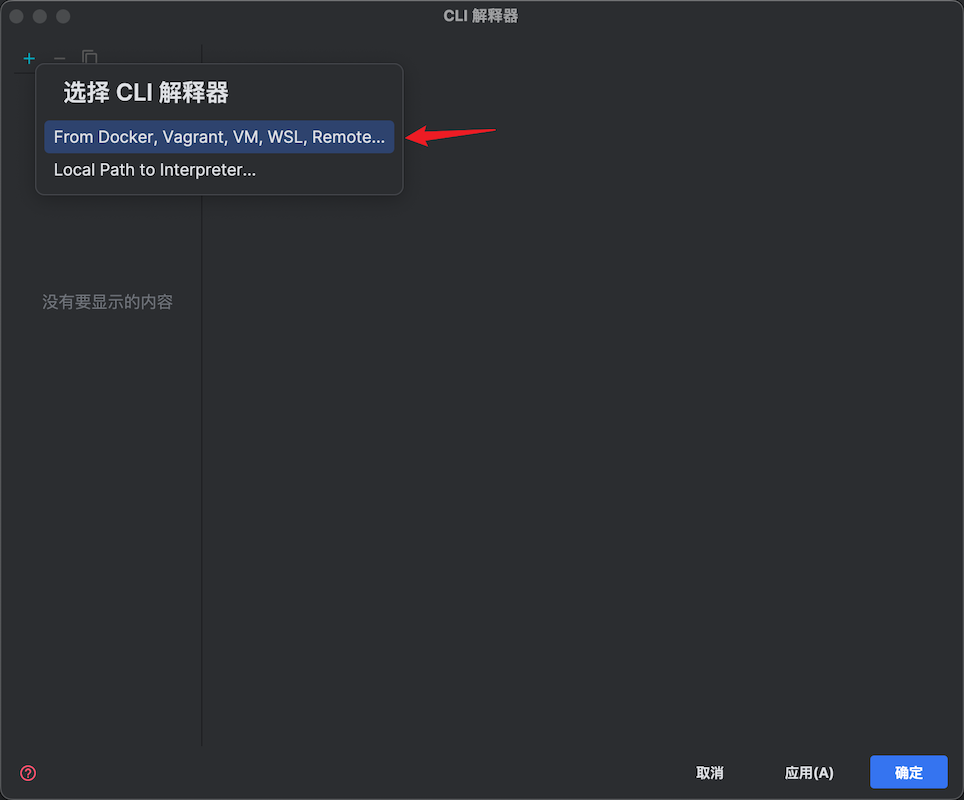 CLI 解释器
选择 CLI 解释器
From Docker, Vagrant, VM, WSL, Remote...
Local Path to Interpreter...
没有要显示的内容
取消
应用(A)
确定